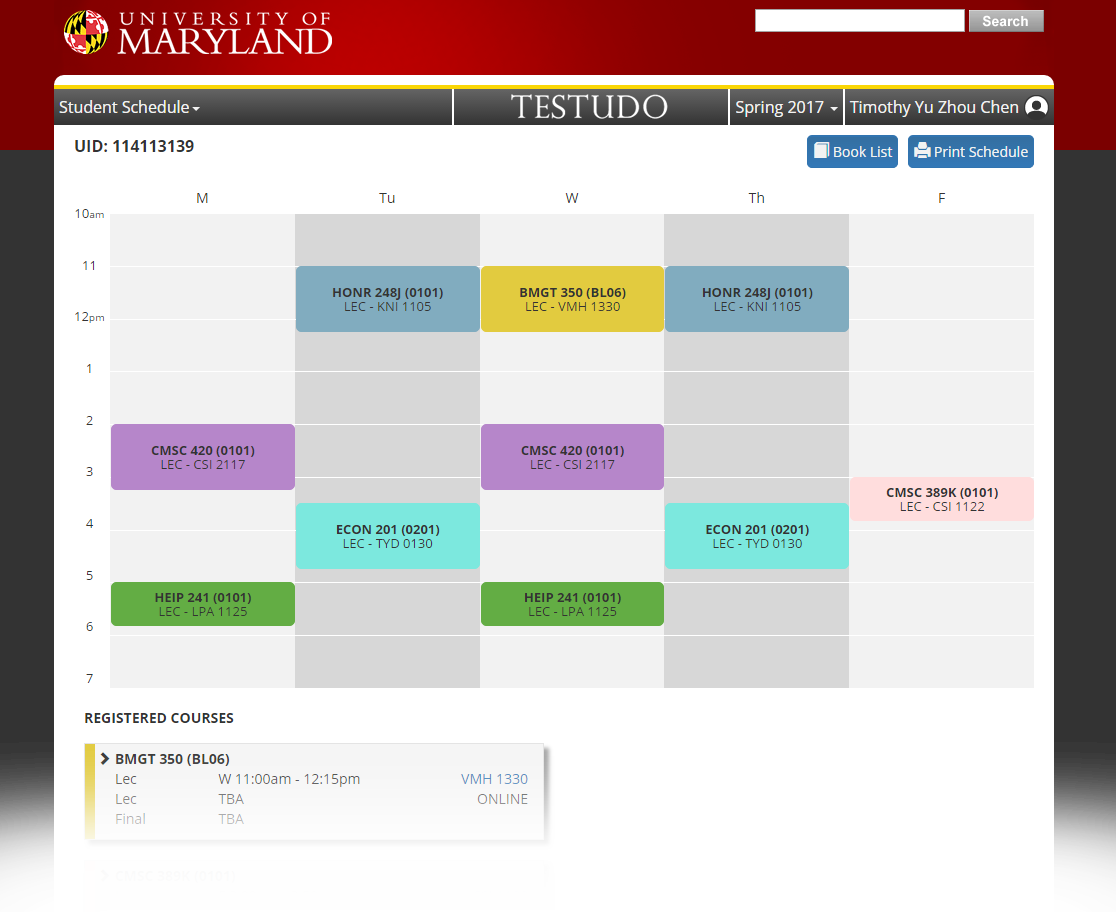 UNIVERSITY OF
MARYLAND
Search
Student Schedule
TESTUDO
Spring 2017
Timothy Yu Zhou Chen
UID: 114113139
Book List
Print Schedule
M Tu W Th F
10am
11
HONR 248J (0101)
LEC - KNI 1105
BMGT 350 (BL06)
LEC - VMH 1330
HONR 248J (0101)
LEC - KNI 1105
12pm
1
2
CMSC 420 (0101)
LEC - CSI 2117
CMSC 420 (0101)
LEC - CSI 2117
3
CMSC 389K (0101)
LEC - CSI 1122
4
ECON 201 (0201)
LEC - TYD 0130
ECON 201 (0201)
LEC - TYD 0130
5
HEIP 241 (0101)
LEC - LPA 1125
HEIP 241 (0101)
LEC - LPA 1125
6
7
REGISTERED COURSES
BMGT 350 (BL06)
Lec W 11:00am - 12:15pm VMH 1330
Lec TBA ONLINE
Final TBA